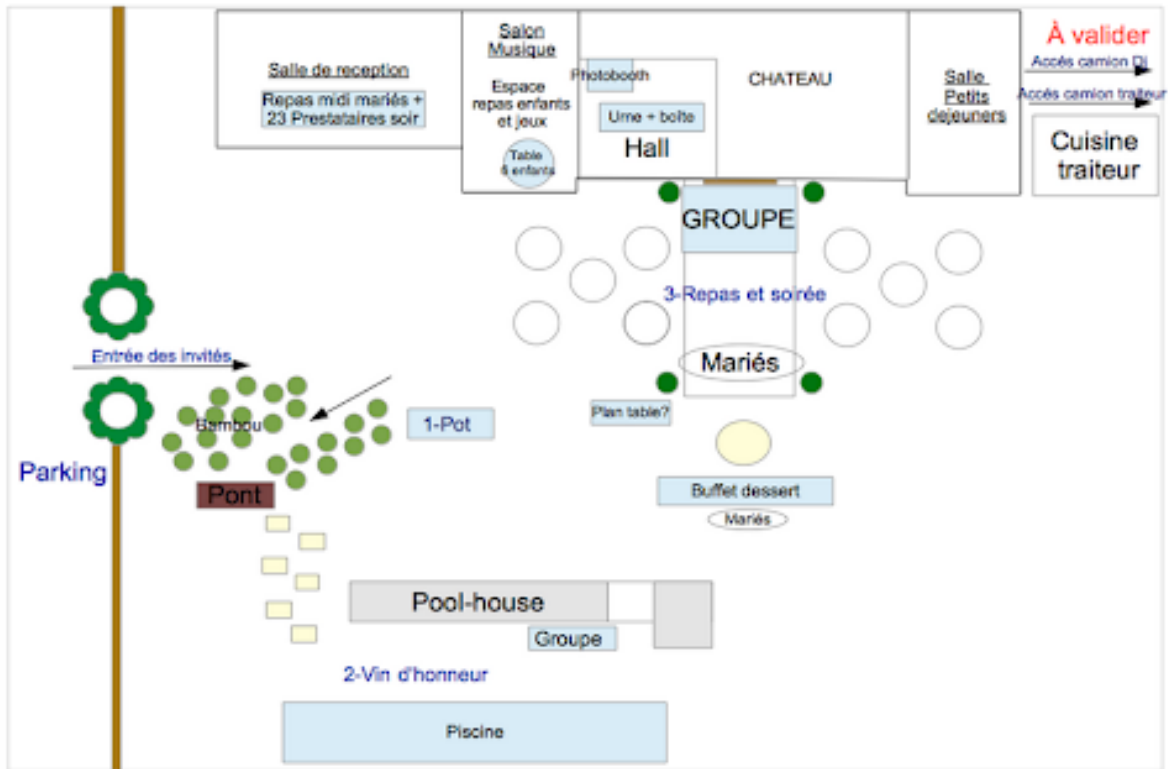 Salle de reception
Repas midi mariés +
23 Prestataires soir
Salon
Musique
Espace
repas enfants
et jeux
Table
6 enfants
Photobooth
Urne + boîte
Hall
CHATEAU
Salle
Petits
dejeuners
À valider
Accés camion DJ
Accés camion traiteur
Cuisine
traiteur
GROUPE
3-Repas et soirée
Mariés
Entrée des invités
Bambou
1-Pot
Plan table?
Parking
Pont
Buffet dessert
Mariés
Pool-house
Groupe
2-Vin d'honneur
Piscine